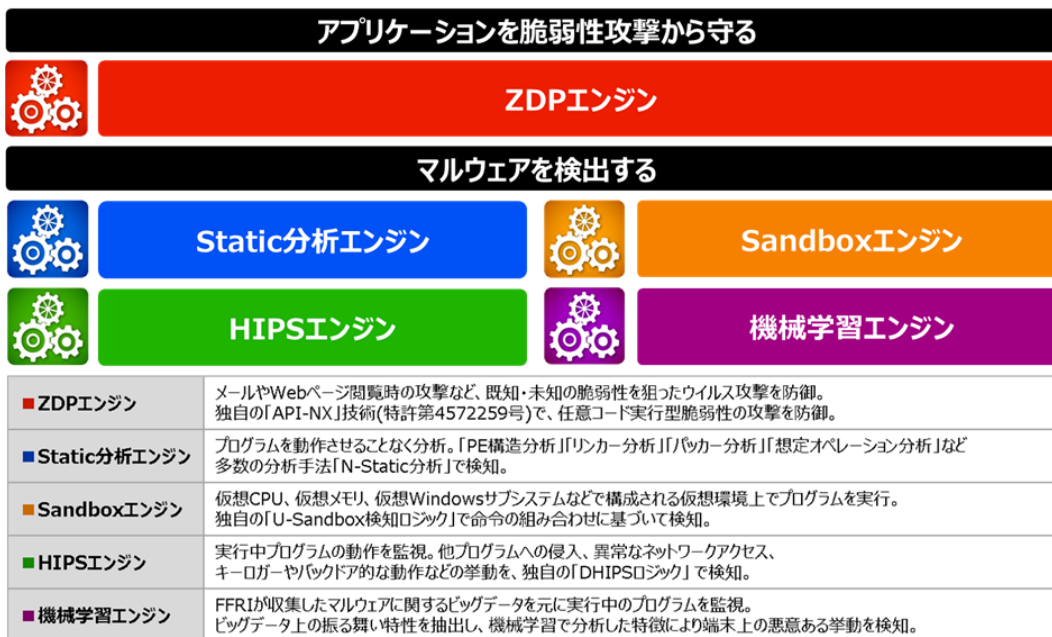 アプリケーションを脆弱性攻撃から守る
ZDPエンジン
マルウェアを検出する
Static分析エンジン
Sandboxエンジン
HIPSエンジン
機械学習エンジン
■ZDPエンジン
メールやWebページ閲覧時の攻撃など、既知・未知の脆弱性を狙ったウイルス攻撃を防御。
独自の「API-NX」技術(特許第4572259号)で、任意コード実行型脆弱性の攻撃を防御。
■Static分析エンジン
プログラムを動作させることなく分析。「PE構造分析」「リンカー分析」「パッカー分析」「想定オペレーション分析」など
多数の分析手法「N-Static分析」で検知。
■Sandboxエンジン
仮想CPU、仮想メモリ、仮想Windowsサブシステムなどで構成される仮想環境上でプログラムを実行。
独自の「U-Sandbox検知ロジック」で命令の組み合わせに基づいて検知。
■HIPSエンジン
実行中プログラムの動作を監視。他プログラムへの侵入、異常なネットワークアクセス、
キーロガーやバックドア的な動作などの挙動を、独自の「DHIPSロジック」で検知。
■機械学習エンジン
FFRIが収集したマルウェアに関するビッグデータを元に実行中のプログラムを監視。
ビッグデータ上の振る舞い特性を抽出し、機械学習で分析した特徴により端末上の悪意ある挙動を検知。